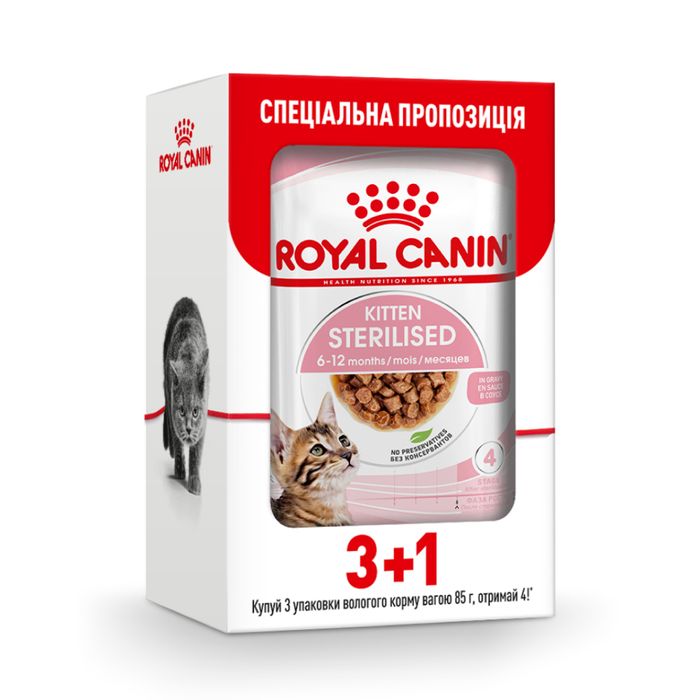 СПЕЦІАЛЬНА ПРОПОЗИЦІЯ
ROYAL CANIN
ROYAL CANIN®
HEALTH NUTRITION SINCE 1968
KITTEN
STERILISED
6-12 months/mois/месяцев
IN GRAVY
EN SAUCE
В СОУСЕ
NO PRESERVATIVES
БЕЗ КОНСЕРВАНТОВ
4
STAGE
3+1
Купуй 3 упаковки вологого корму вагою 85 г, отримай 4!*